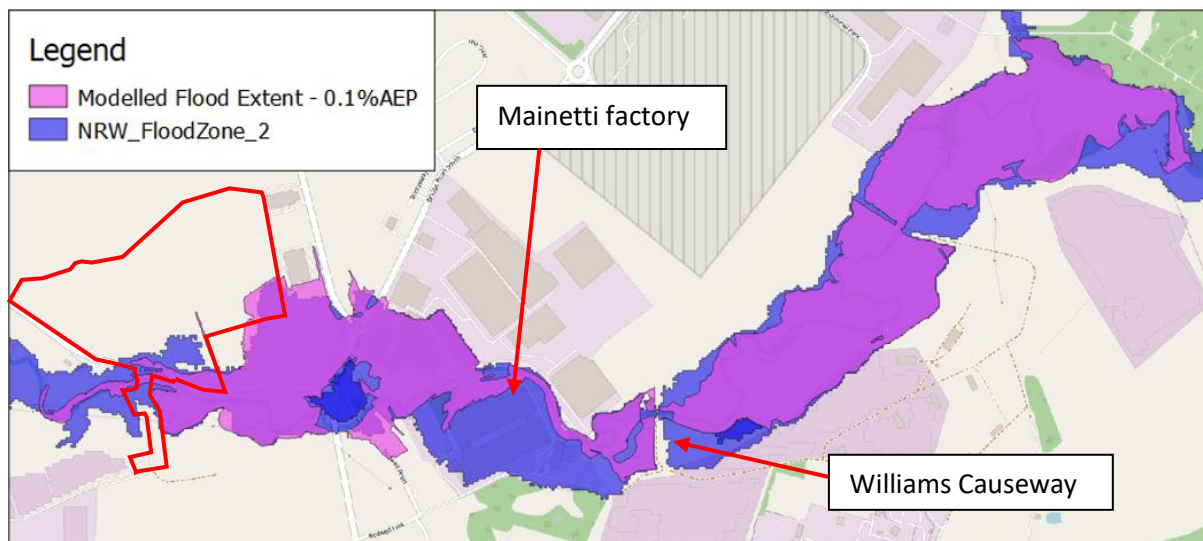 Legend
Modelled Flood Extent - 0.1%AEP
NRW_FloodZone_2
Mainetti factory
Williams Causeway